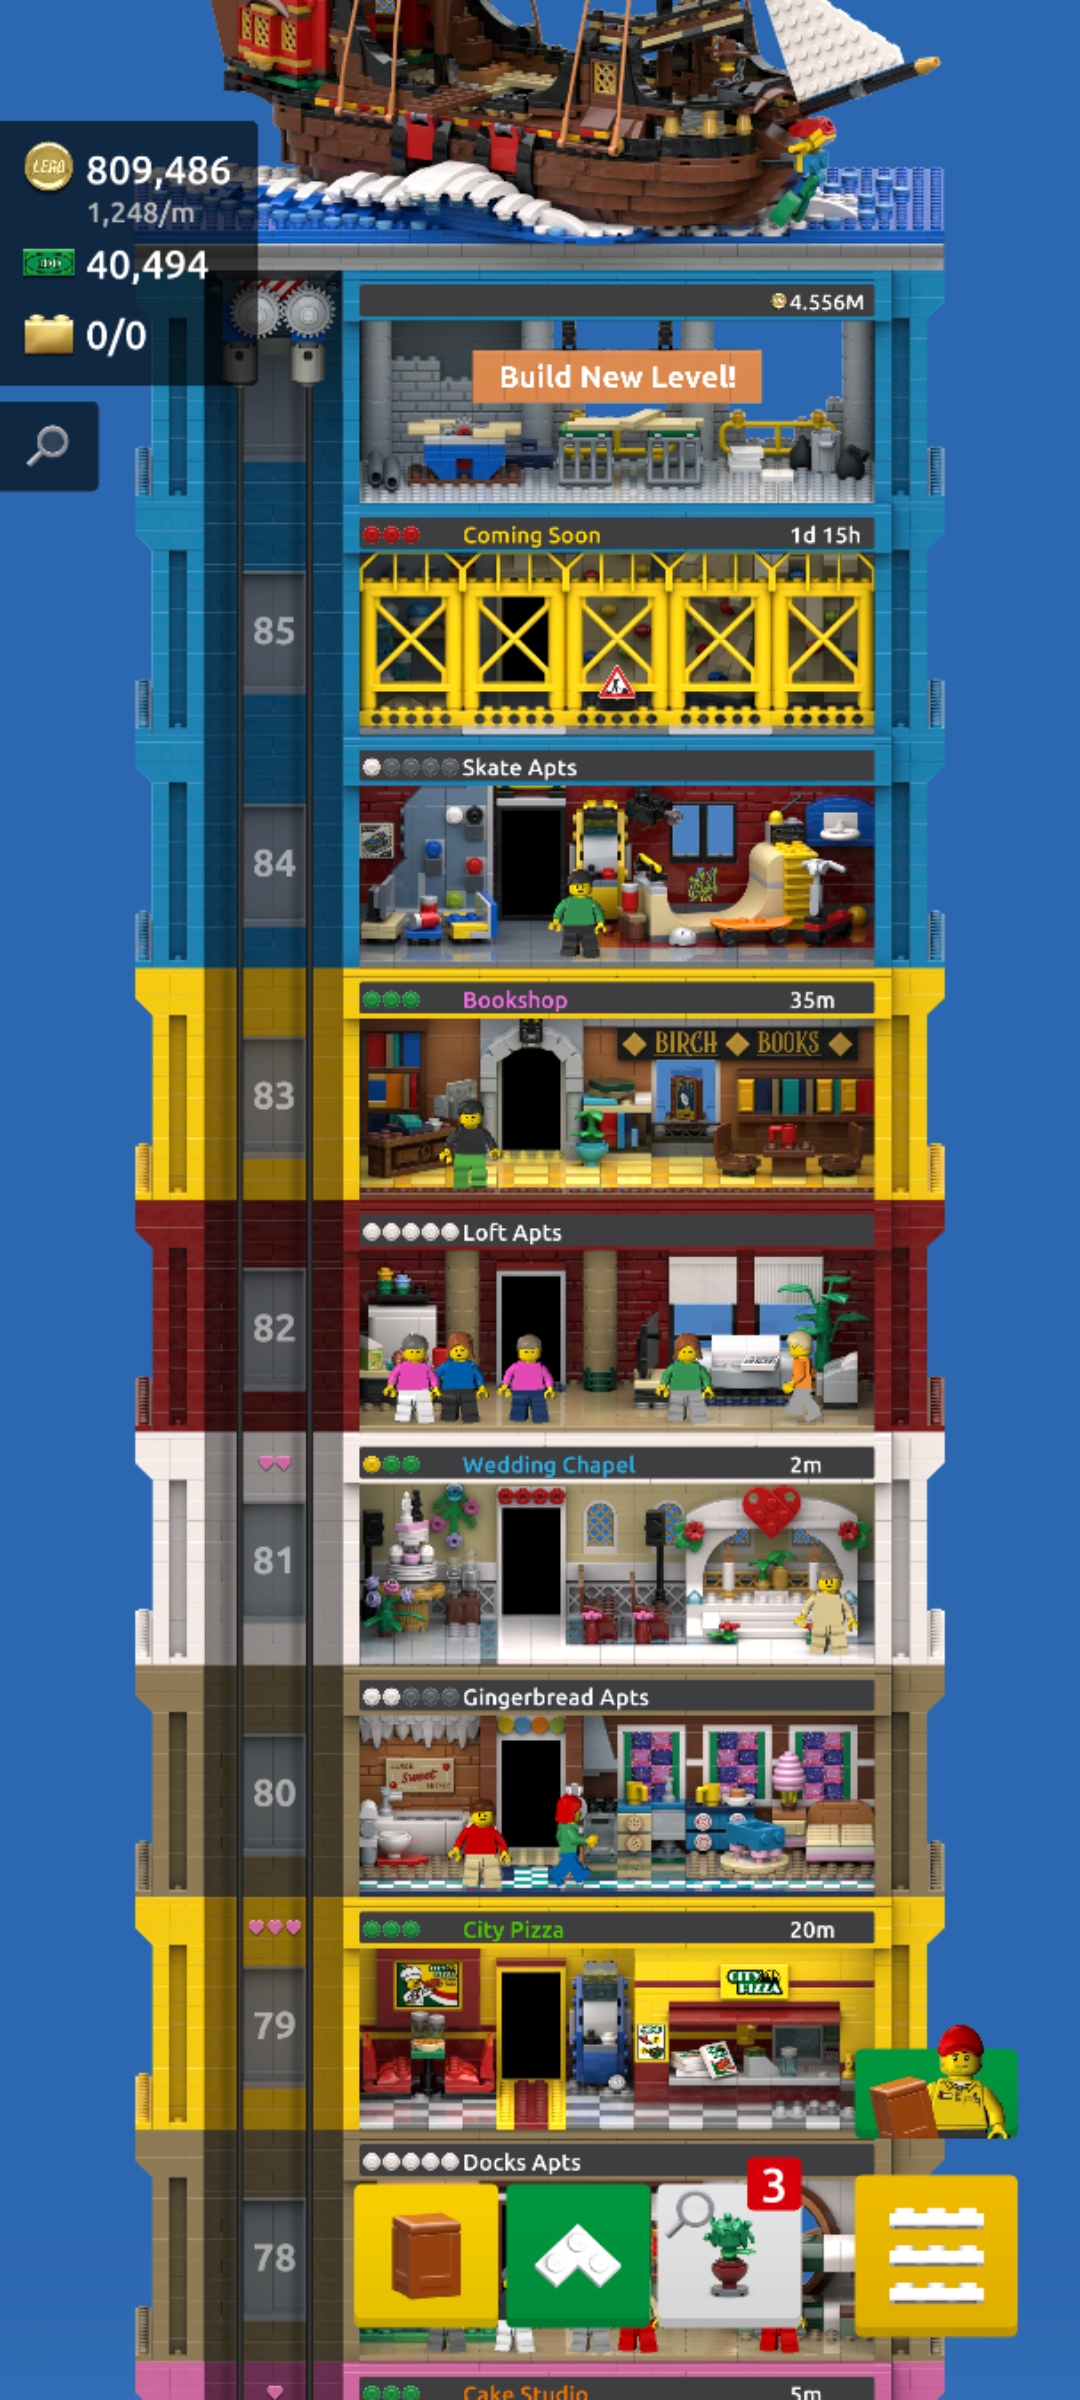 LEGO
809,486
1,248/m
40,494
0/0
4.556M
Build New Level!
Coming Soon 1d 15h
85
Skate Apts
84
Bookshop 35m
BIRCH BOOKS
83
Loft Apts
82
Wedding Chapel 2m
81
Gingerbread Apts
Sweet
80
City Pizza 20m
CITY PIZZA
79
Docks Apts
3
78
Cake Studio 5m